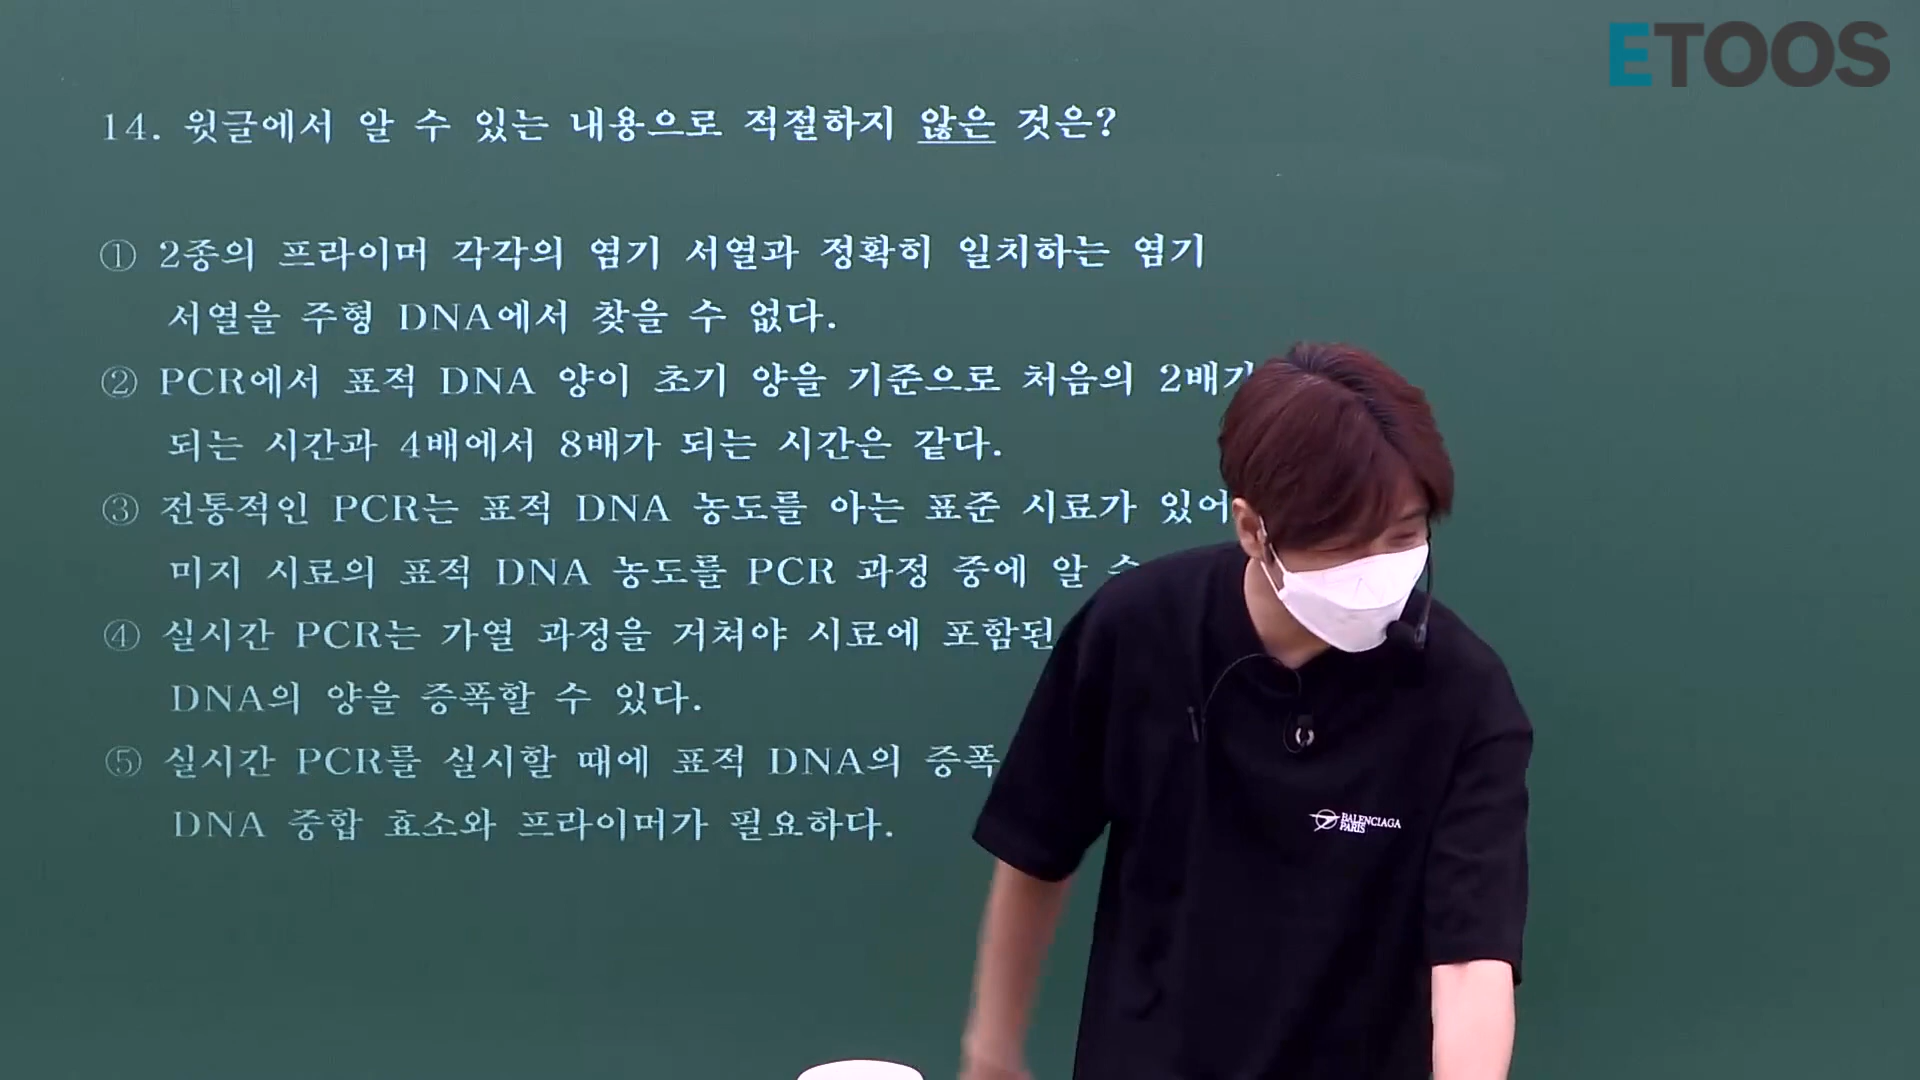 ETOOS
14. 윗글에서 알 수 있는 내용으로 적절하지 않은 것은?
① 2종의 프라이머 각각의 염기 서열과 정확히 일치하는 염기
서열을 주형 DNA에서 찾을 수 없다.
② PCR에서 표적 DNA 양이 초기 양을 기준으로 처음의 2배가
되는 시간과 4배에서 8배가 되는 시간은 같다.
③ 전통적인 PCR는 표적 DNA 농도를 아는 표준 시료가 있어
미지 시료의 표적 DNA 농도를 PCR 과정 중에 알 수
④ 실시간 PCR는 가열 과정을 거쳐야 시료에 포함된
DNA의 양을 증폭할 수 있다.
⑤ 실시간 PCR를 실시할 때에 표적 DNA의 증폭
DNA 중합 효소와 프라이머가 필요하다.
BALENCIAGA
PARIS